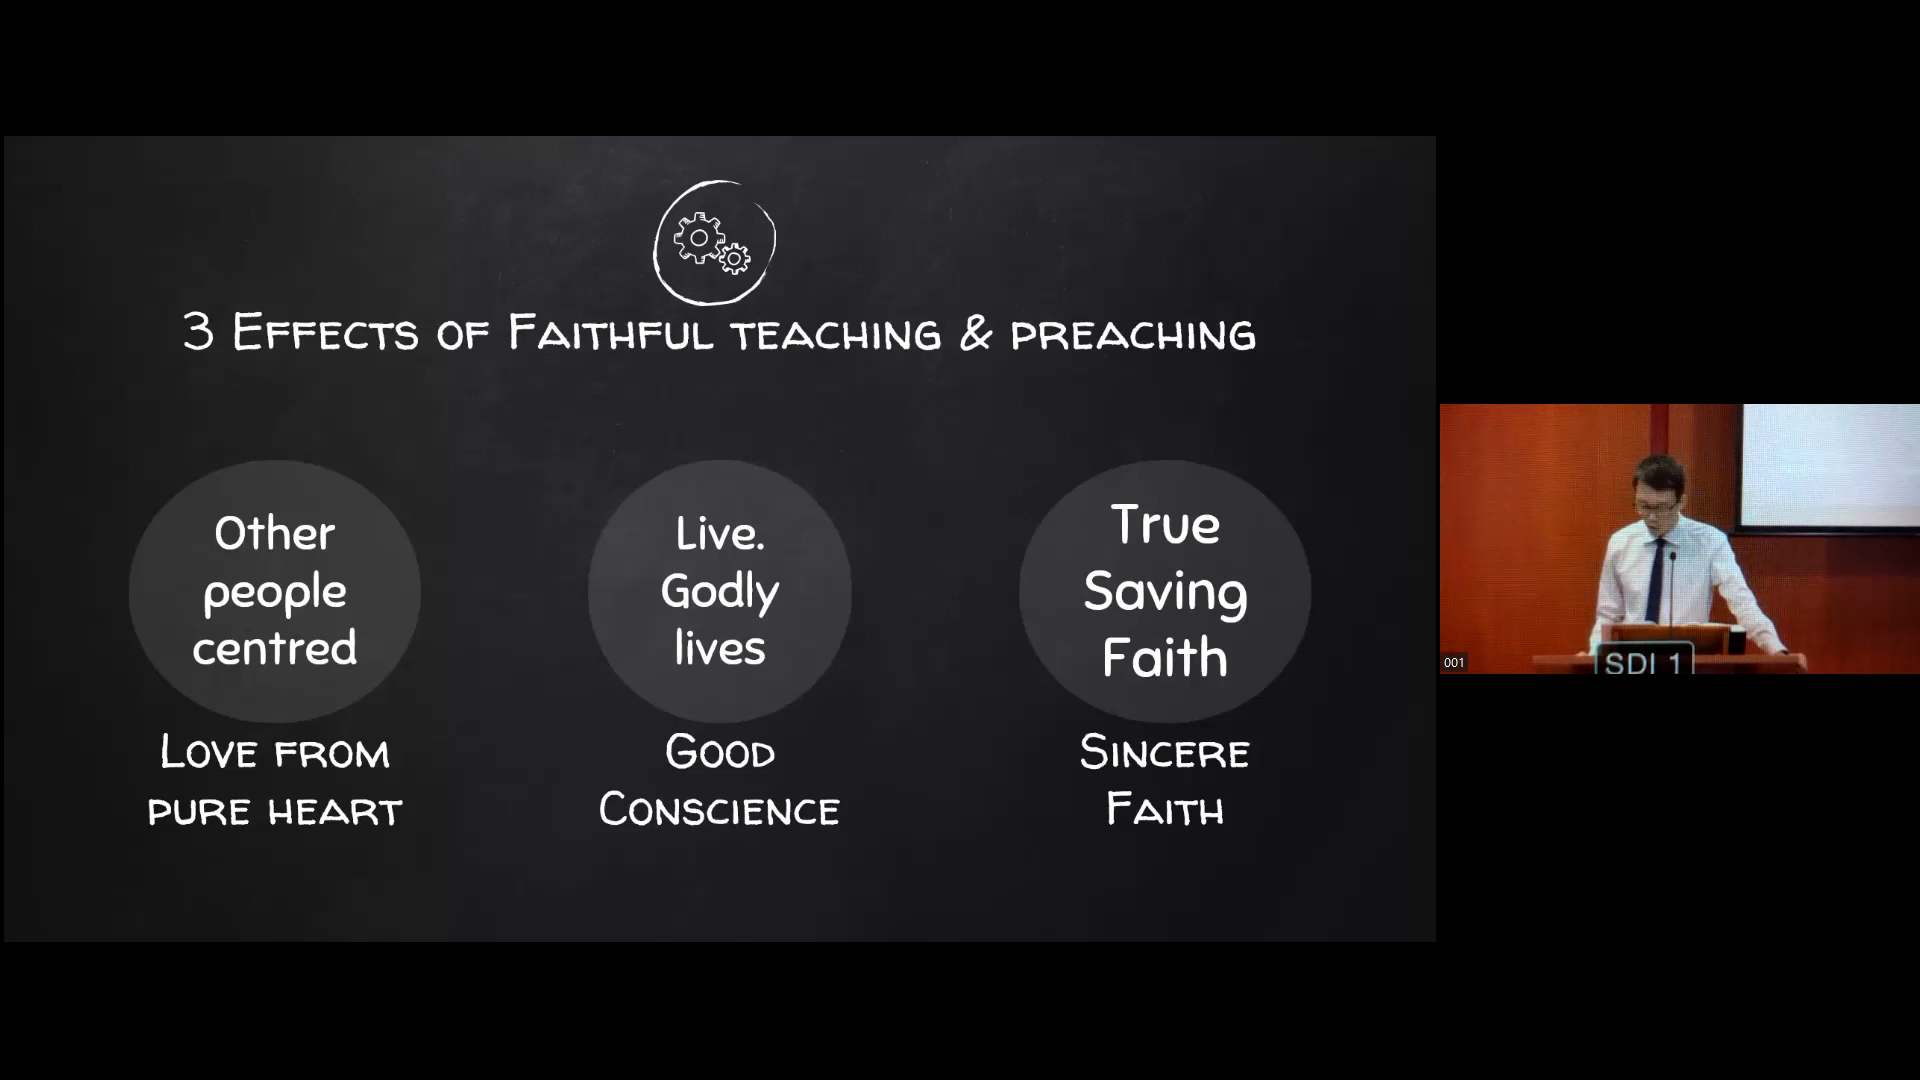 3 Effects of Faithful teaching & preaching
Other
people
centred
Live.
Godly
lives
True
Saving
Faith
Love from
pure heart
Good
Conscience
Sincere
Faith
001
SDI 1